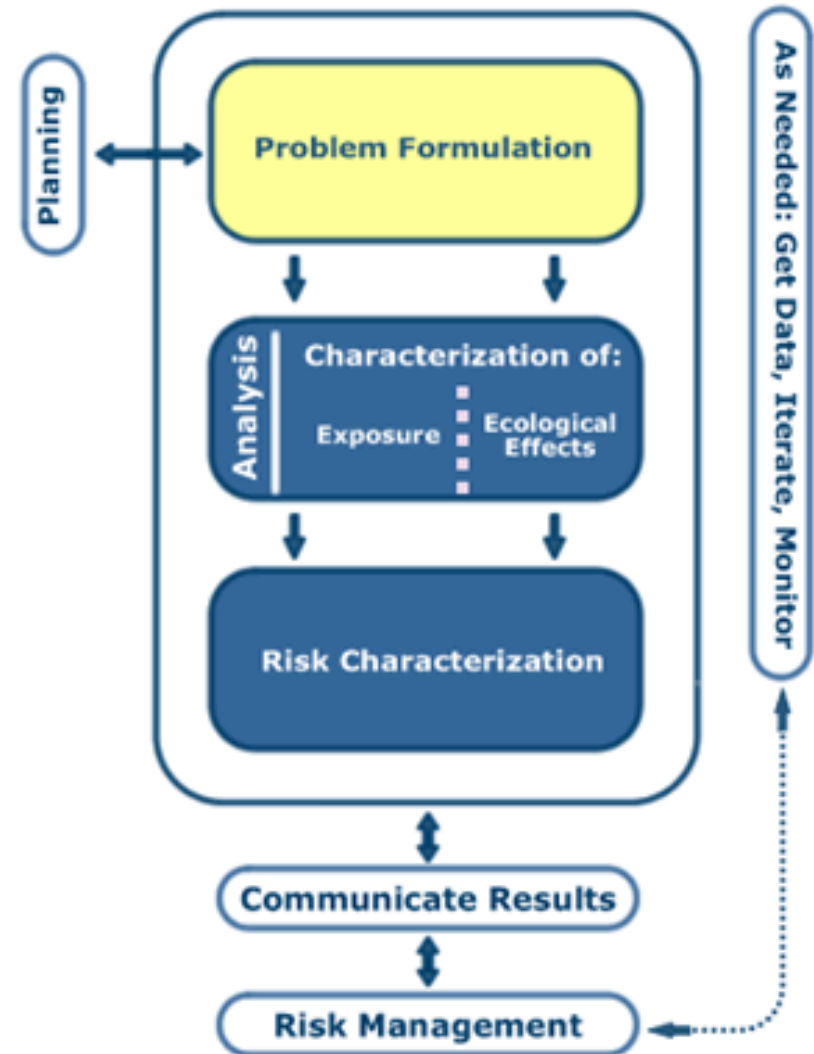 Planning
Problem Formulation
Analysis
Characterization of:
Exposure
Ecological
Effects
Risk Characterization
Communicate Results
Risk Management
As Needed: Get Data, Iterate, Monitor